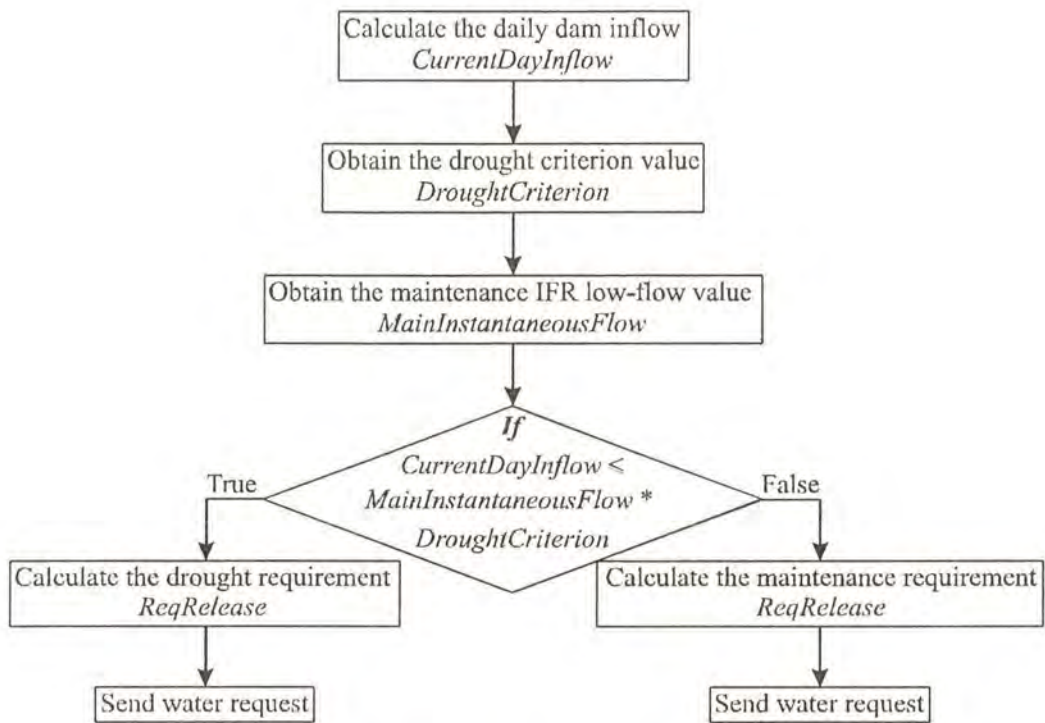 Calculate the daily dam inflow
CurrentDayInflow
Obtain the drought criterion value
DroughtCriterion
Obtain the maintenance IFR low-flow value
MainInstantaneousFlow
If
CurrentDayInflow <
MainInstantaneousFlow *
DroughtCriterion
True
False
Calculate the drought requirement
ReqRelease
Calculate the maintenance requirement
ReqRelease
Send water request
Send water request